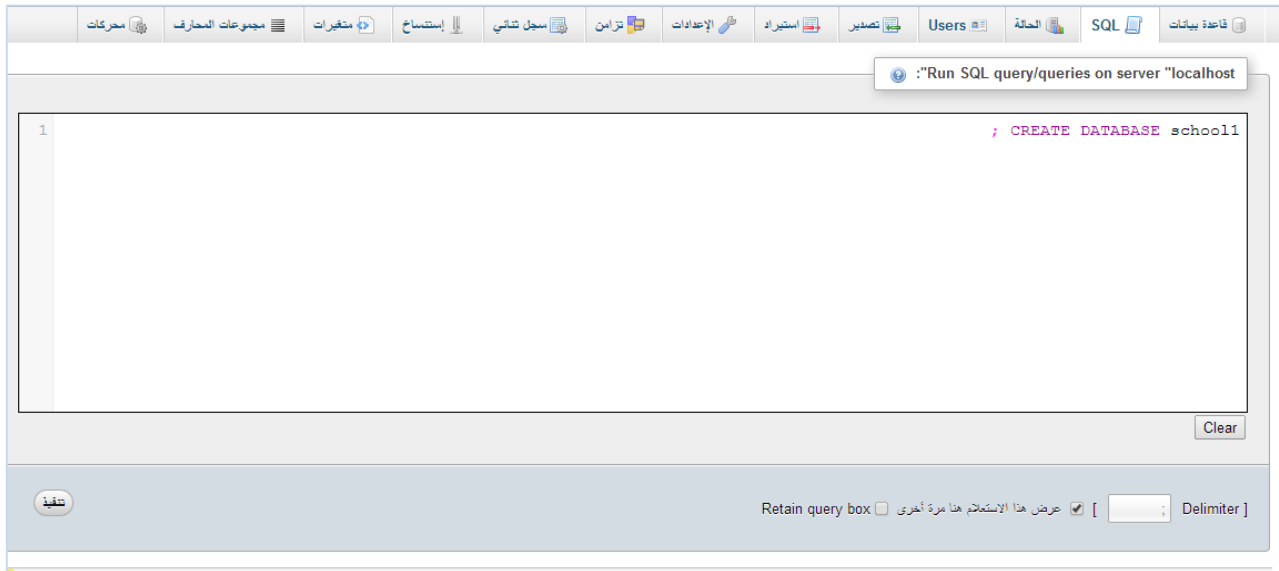 قاعدة بيانات SQL الحالة Users تصدير استيراد الإعدادات تزامن سجل ثنائي إستنساخ متغيرات مجموعات المحارف محركات
Run SQL query/queries on server "localhost":
1 CREATE DATABASE school1 ;
Clear
[ Delimiter ; ] عرض هذا الاستعلام هنا مرة أخرى Retain query box تنفيذ